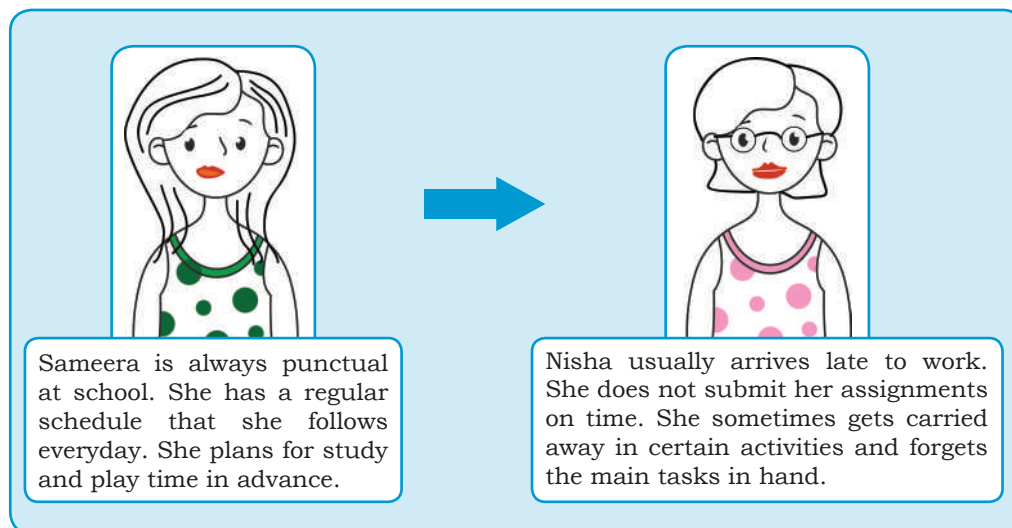 Sameera is always punctual
at school. She has a regular
schedule that she follows
everyday. She plans for study
and play time in advance.
Nisha usually arrives late to work.
She does not submit her assignments
on time. She sometimes gets carried
away in certain activities and forgets
the main tasks in hand.